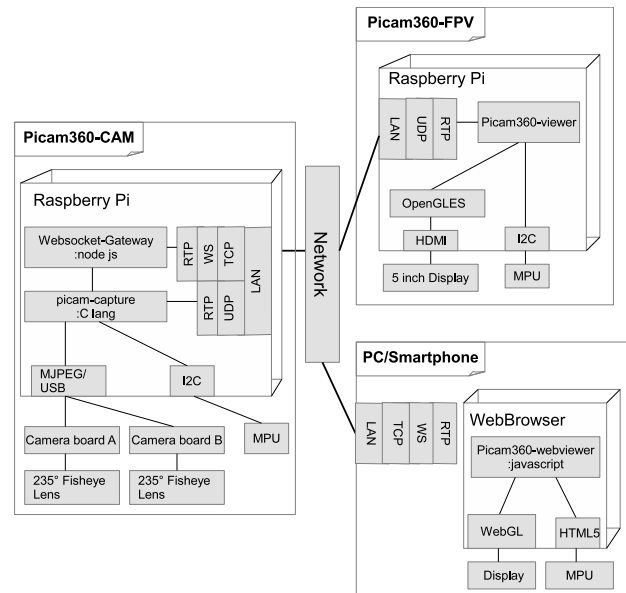 Picam360-CAM
Raspberry Pi
Websocket-Gateway
:node js
RTP
WS
TCP
LAN
picam-capture
:C lang
RTP
UDP
MJPEG/
USB
I2C
Camera board A
Camera board B
MPU
235° Fisheye
Lens
235° Fisheye
Lens
Network
Picam360-FPV
Raspberry Pi
LAN
UDP
RTP
Picam360-viewer
OpenGLES
HDMI
I2C
5 inch Display
MPU
PC/Smartphone
LAN
TCP
WS
RTP
WebBrowser
Picam360-webviewer
:javascript
WebGL
HTML5
Display
MPU